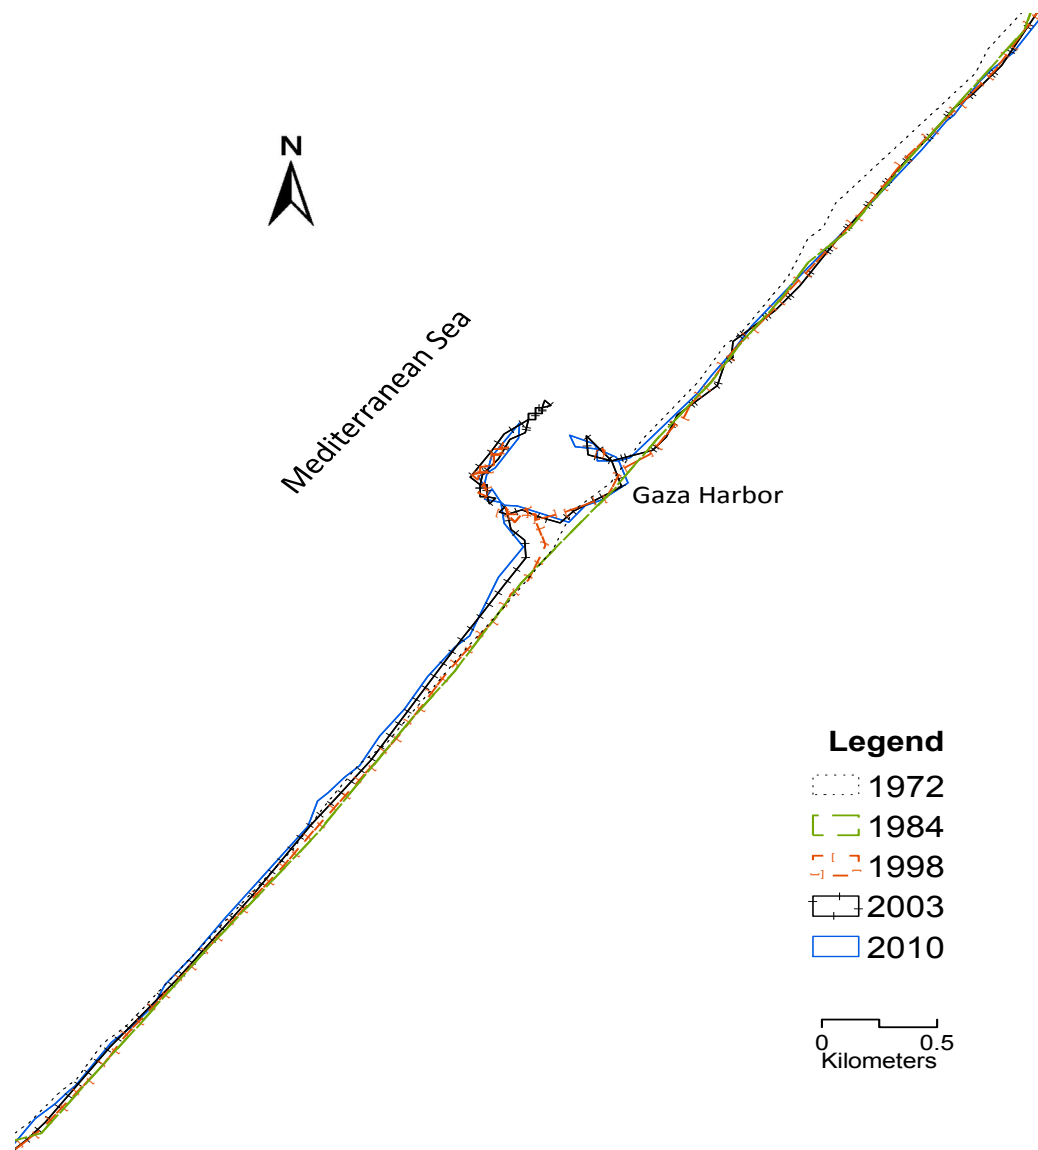 N
Mediterranean Sea
Gaza Harbor
Legend
1972
1984
1998
2003
2010
0 0.5
Kilometers